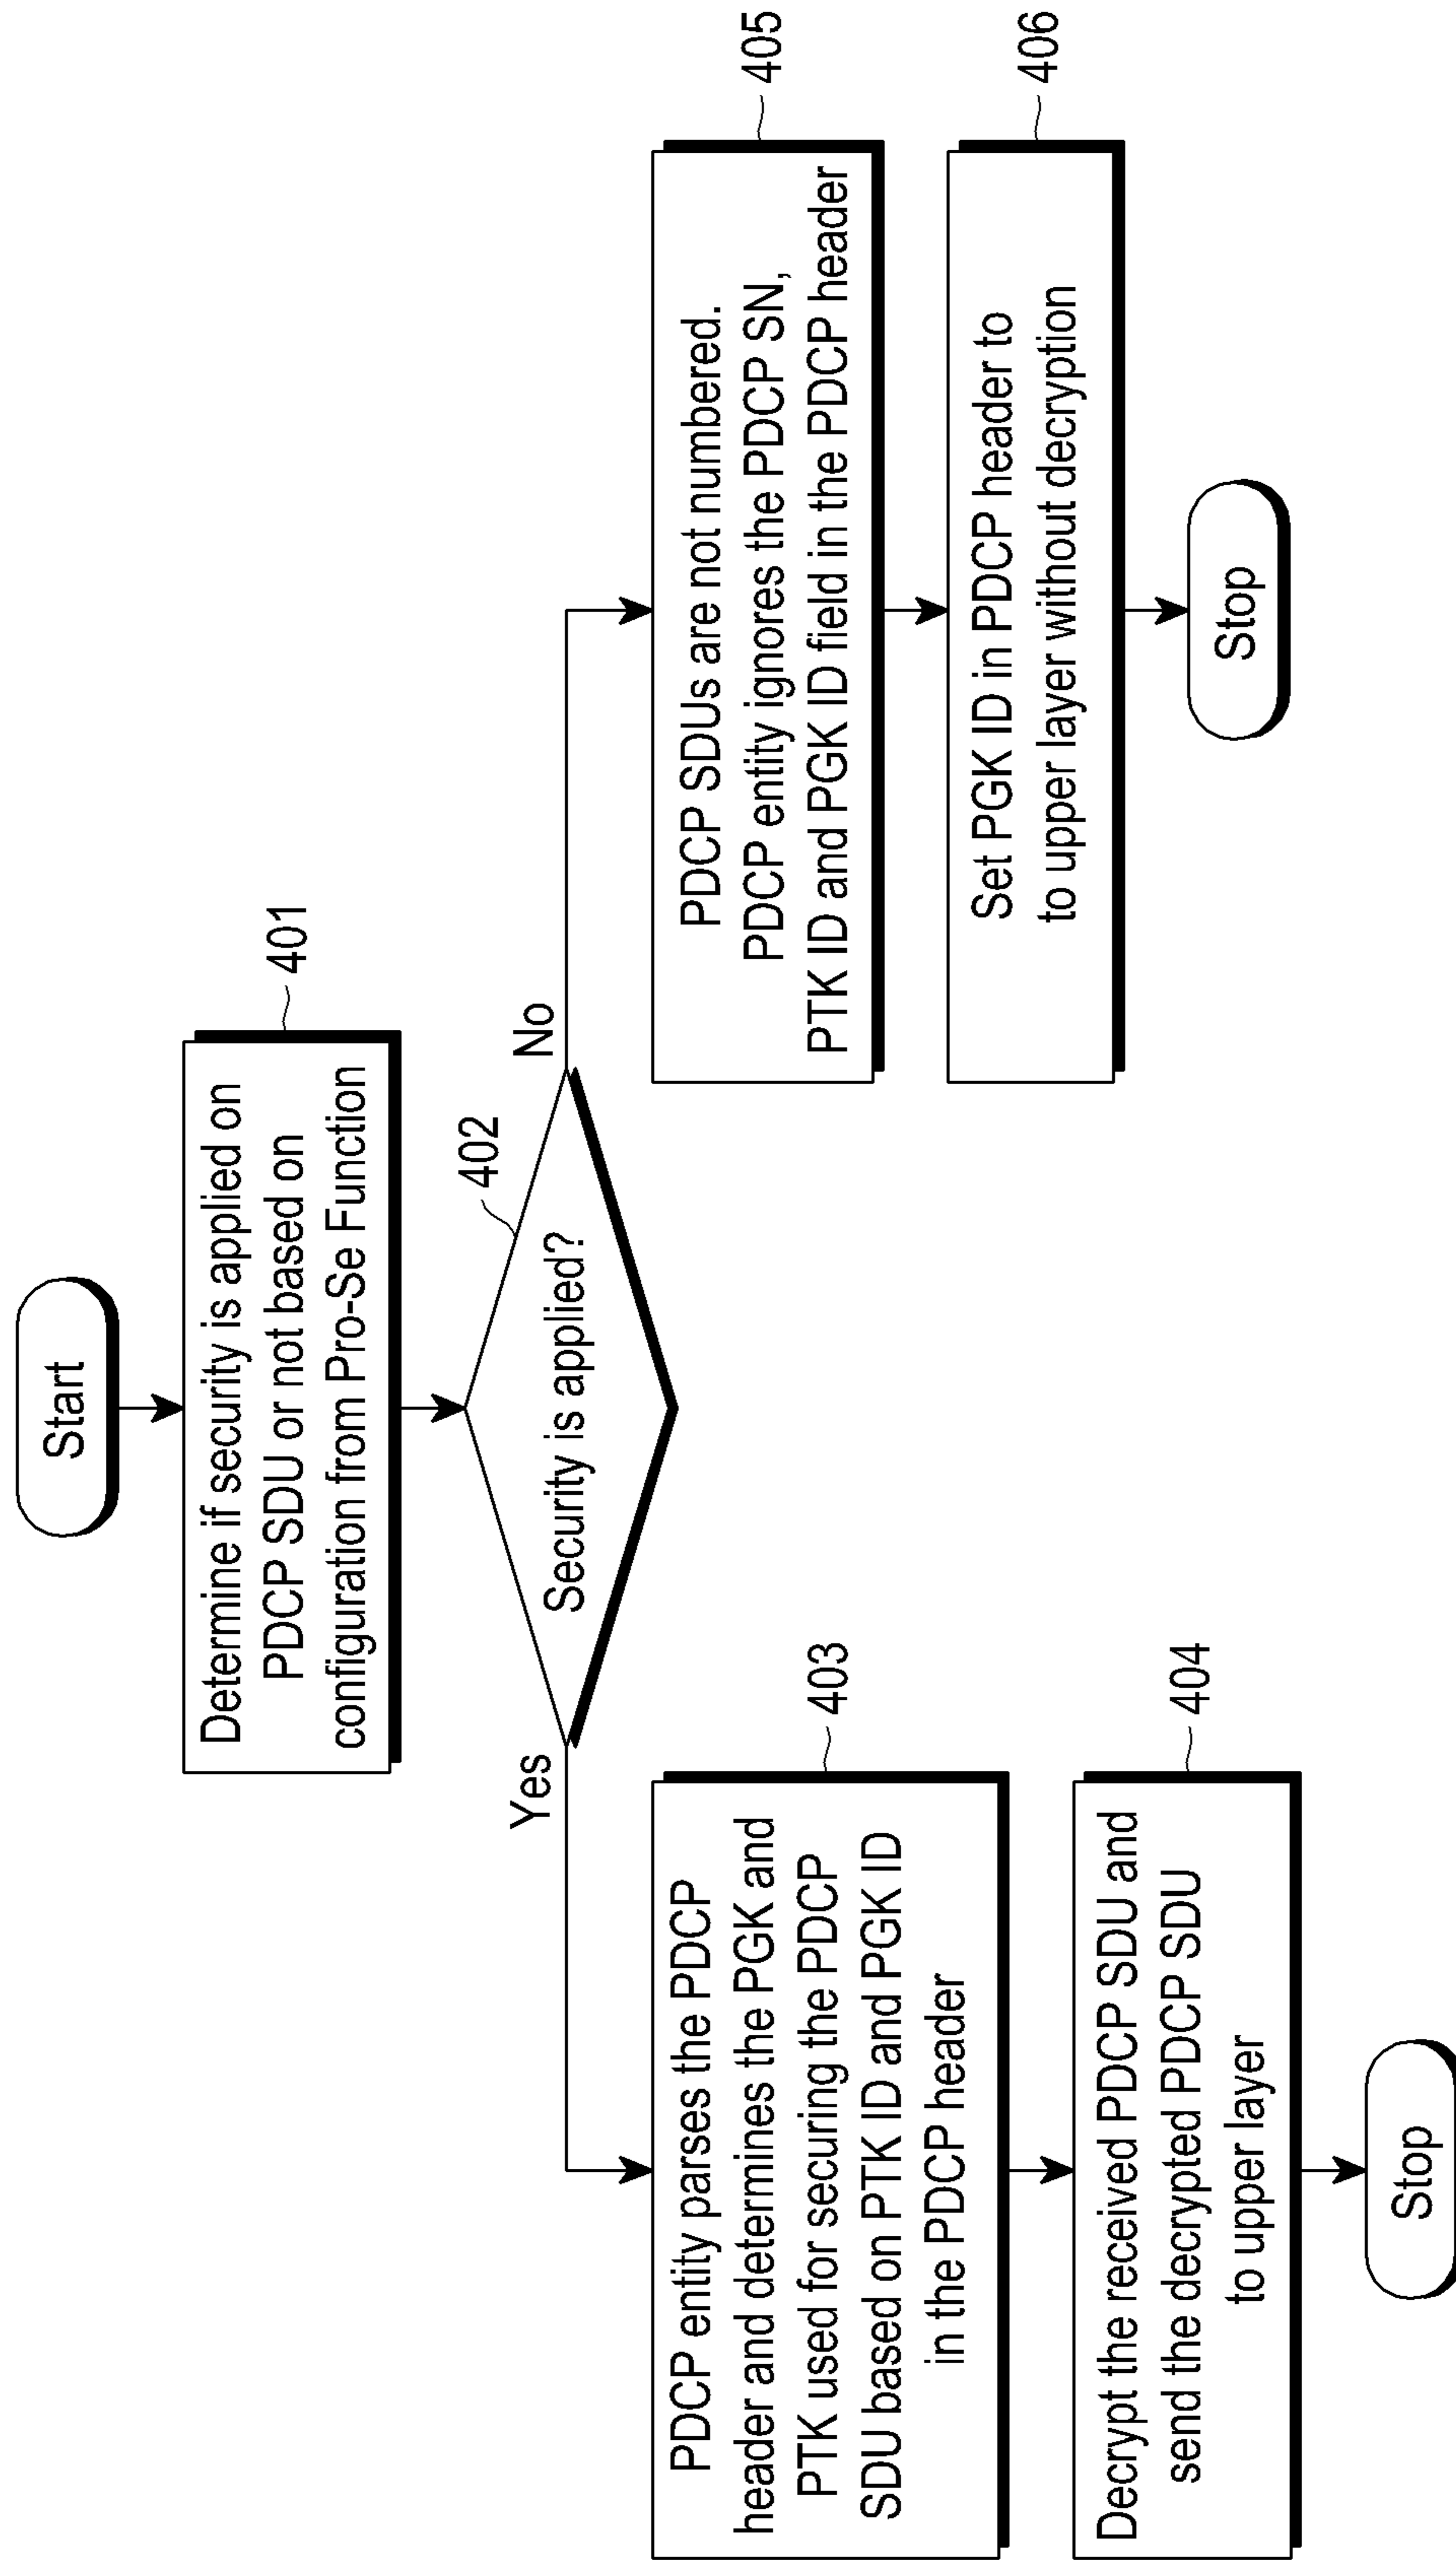 Start
401
Determine if security is applied on
PDCP SDU or not based on
configuration from Pro-Se Function
402
Security is applied?
Yes
No
403
PDCP entity parses the PDCP
header and determines the PGK and
PTK used for securing the PDCP
SDU based on PTK ID and PGK ID
in the PDCP header
404
Decrypt the received PDCP SDU and
send the decrypted PDCP SDU
to upper layer
Stop
405
PDCP SDUs are not numbered.
PDCP entity ignores the PDCP SN,
PTK ID and PGK ID field in the PDCP header
406
Set PGK ID in PDCP header to
to upper layer without decryption
Stop